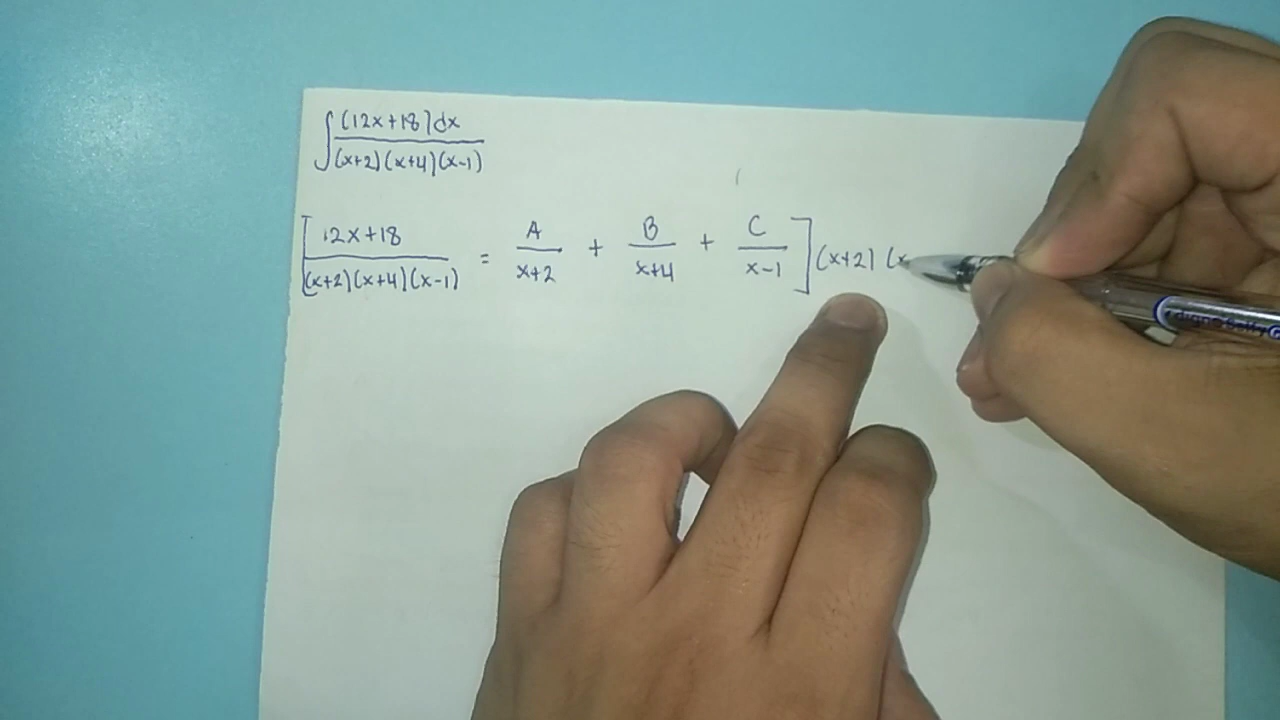 ∫ (12x+18)dx / (x+2)(x+4)(x-1)
[ 12x+18 / (x+2)(x+4)(x-1) = A / x+2 + B / x+4 + C / x-1 ] (x+2) (x